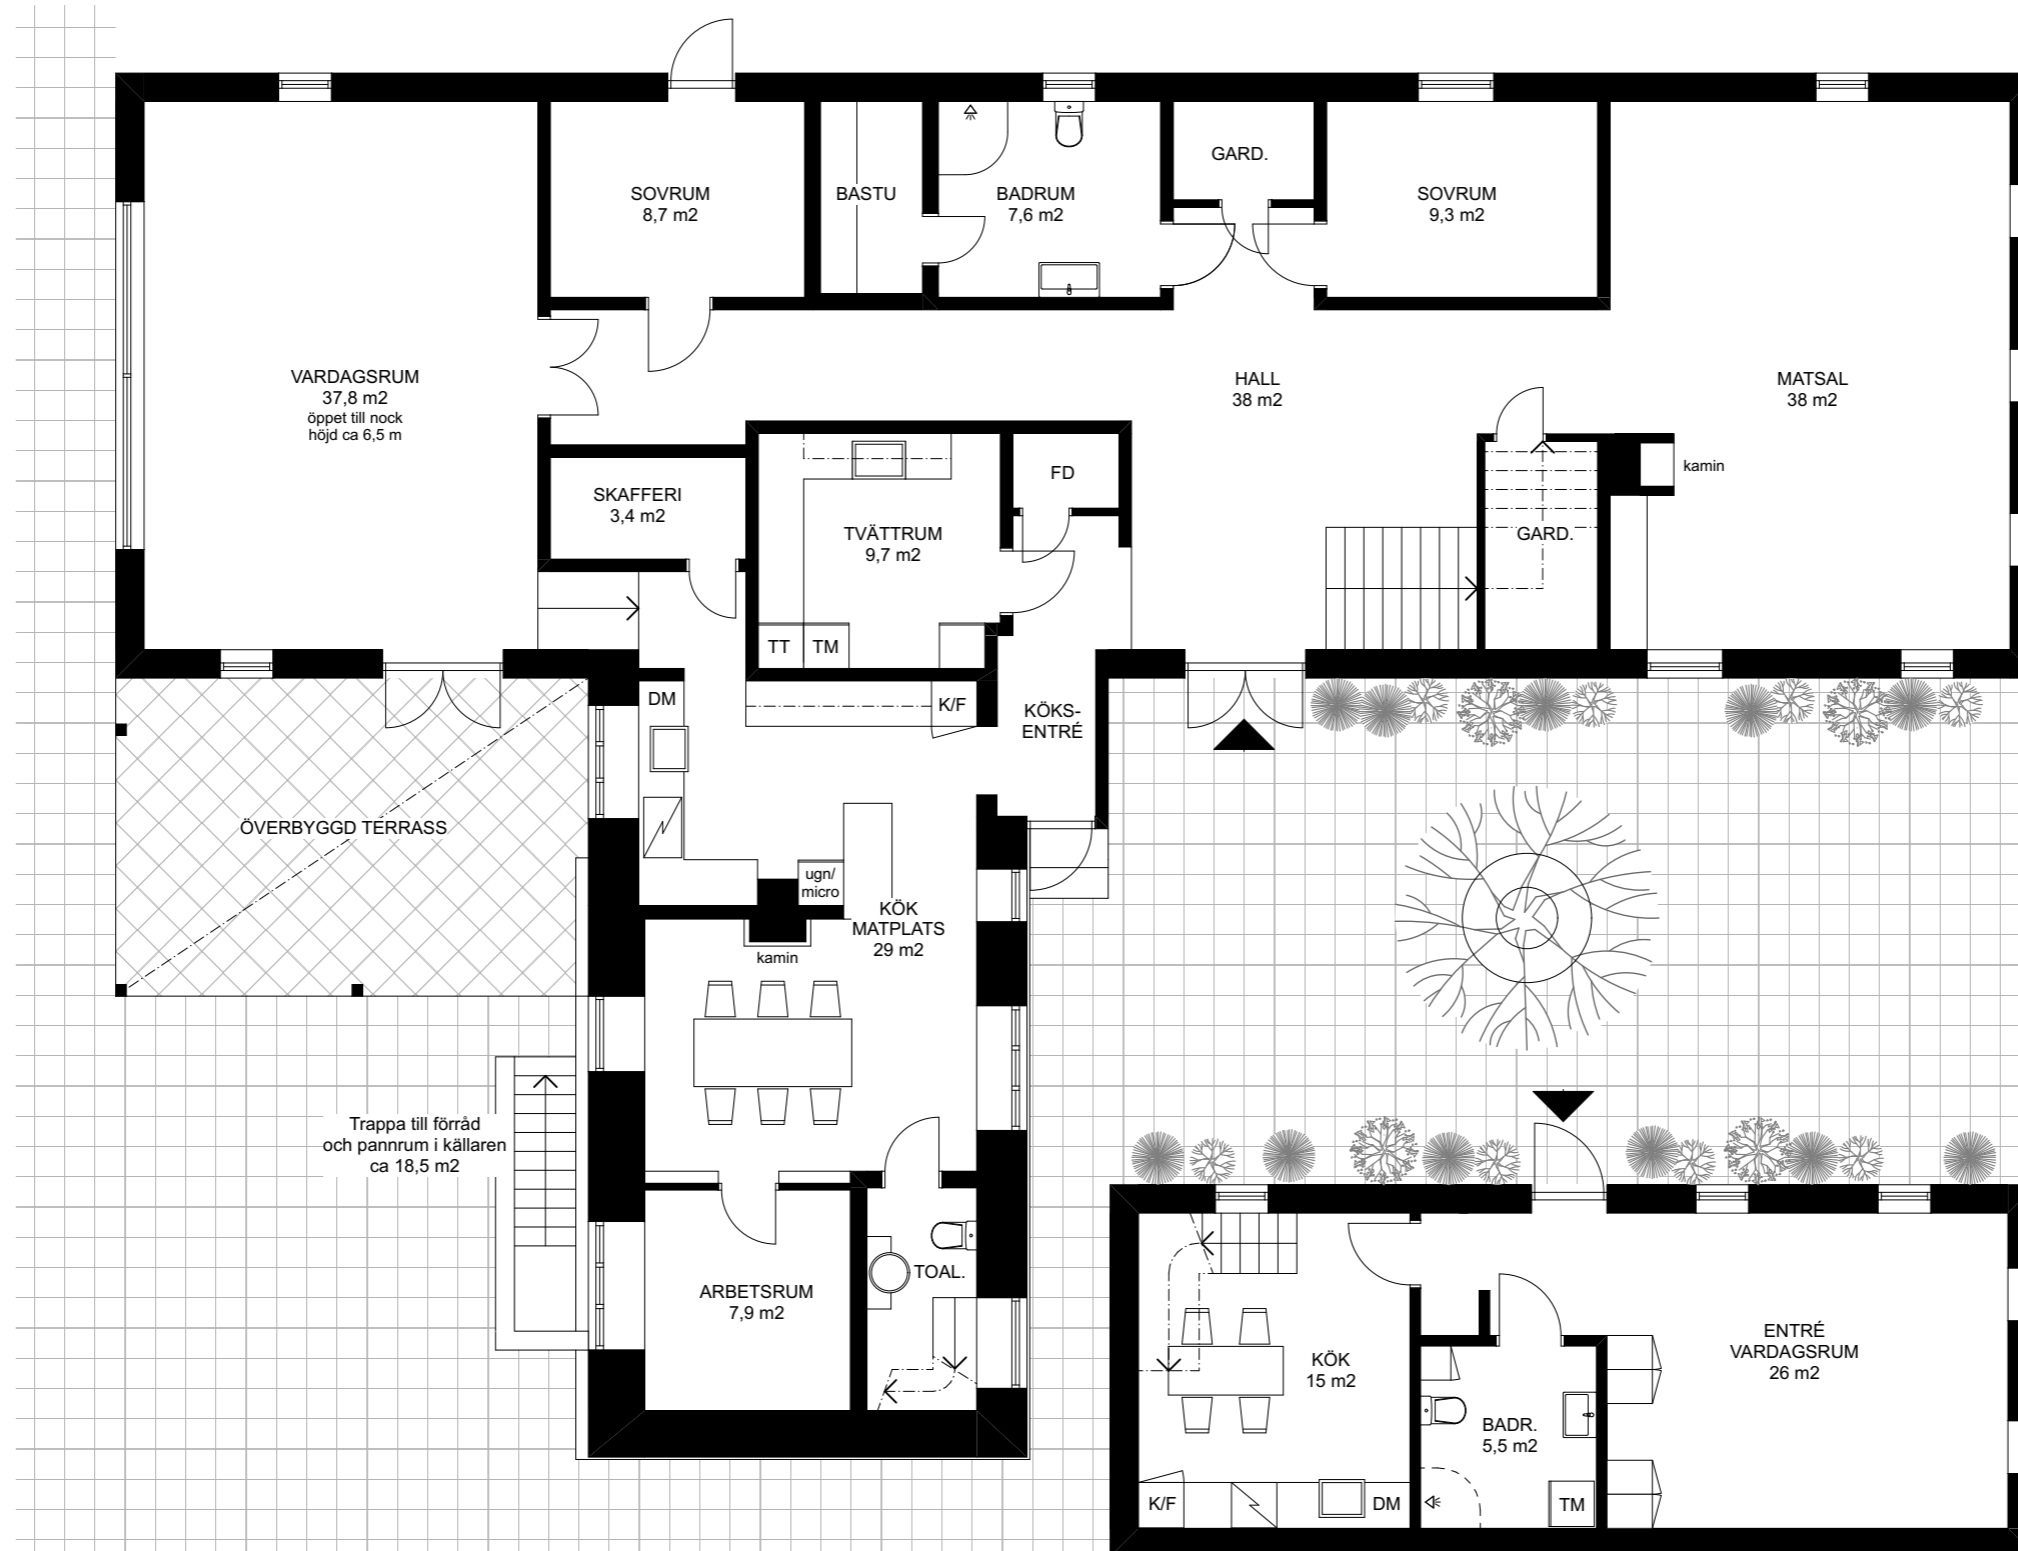 SOVRUM
8,7 m2
BASTU
BADRUM
7,6 m2
GARD.
SOVRUM
9,3 m2
VARDAGSRUM
37,8 m2
öppet till nock
höjd ca 6,5 m
HALL
38 m2
MATSAL
38 m2
kamin
SKAFFERI
3,4 m2
TVÄTTRUM
9,7 m2
FD
GARD.
TT
TM
DM
K/F
KÖKS-
ENTRÉ
ÖVERBYGGD TERRASS
ugn/
micro
KÖK
MATPLATS
29 m2
kamin
Trappa till förråd
och pannrum i källaren
ca 18,5 m2
ARBETSRUM
7,9 m2
TOAL.
KÖK
15 m2
ENTRÉ
VARDAGSRUM
26 m2
BADR.
5,5 m2
K/F
DM
TM